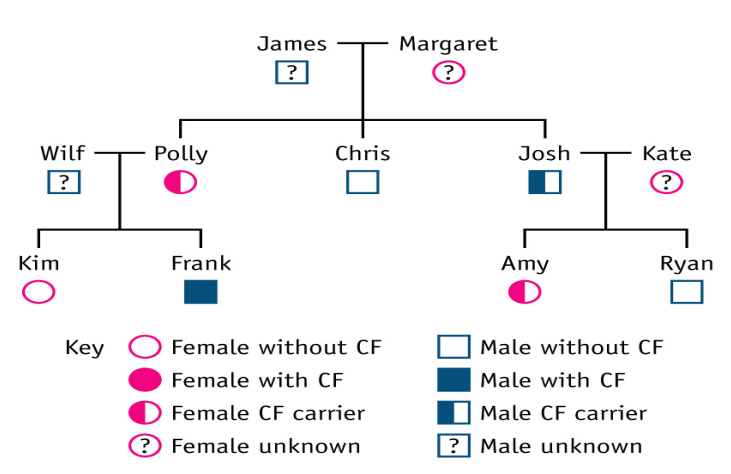 James Margaret
? ?
Wilf Polly Chris Josh Kate
? ?
Kim Frank Amy Ryan
Key Female without CF Male without CF
Female with CF Male with CF
Female CF carrier Male CF carrier
? Female unknown ? Male unknown